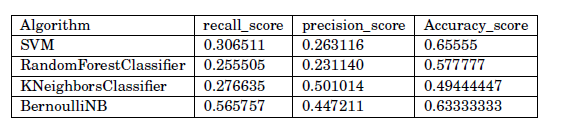 Algorithm recall_score precision_score Accuracy_score
SVM 0.306511 0.263116 0.65555
RandomForestClassifier 0.255505 0.231140 0.577777
KNeighborsClassifier 0.276635 0.501014 0.49444447
BernoulliNB 0.565757 0.447211 0.63333333